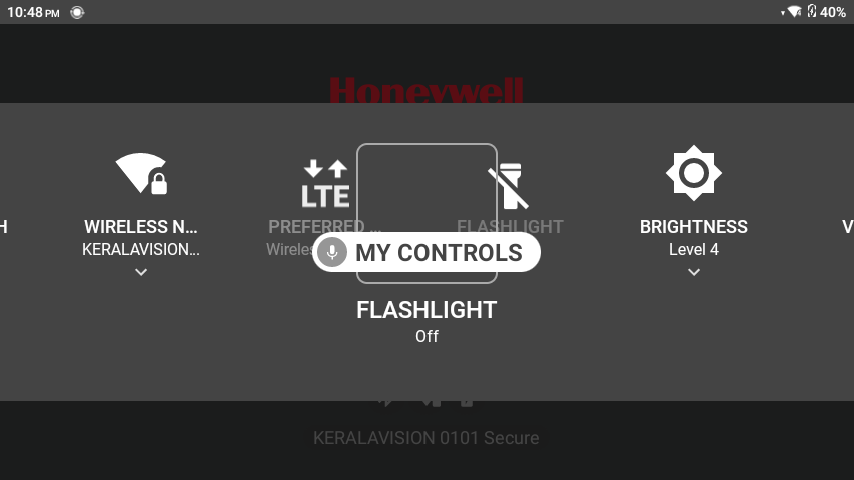 10:48 PM
40%
Honeywell
H
WIRELESS N...
KERALAVISION...
LTE
PREFERRED ...
Wireles
FLASHLIGHT
BRIGHTNESS
Level 4
V
MY CONTROLS
FLASHLIGHT
Off
KERALAVISION 0101 Secure